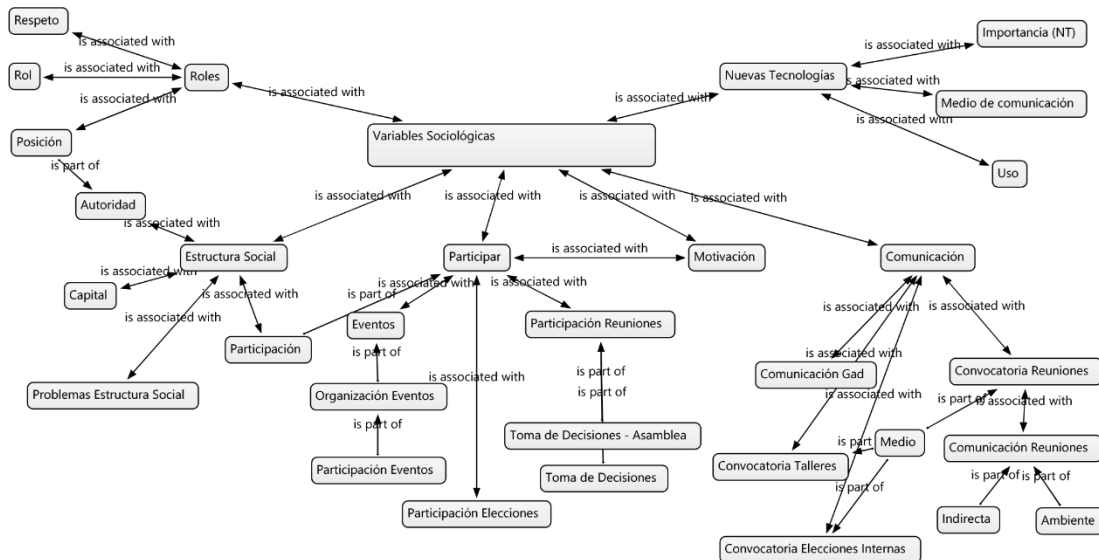 Respeto
is associated with
Importancia (NT)
Rol
is associated with
Roles
is associated with
Nuevas Tecnologías
is associated with
Medio de comunicación
is associated with
is associated with
is associated with
is associated with
Posición
Variables Sociológicas
is part of
Uso
Autoridad
is associated with
is associated with
is associated with
is associated with
is associated with
Estructura Social
Participar
is associated with
Motivación
Comunicación
is associated with
Capital
is associated with
is part of
is associated with
is associated with
is associated with
Eventos
Participación Reuniones
is associated with
is associated with
Participación
is part of
is associated with
Comunicación Gad
Convocatoria Reuniones
Problemas Estructura Social
Organización Eventos
is part of
is associated with
is part of
is associated with
is part of
is associated with
is part of
Toma de Decisiones - Asamblea
is part
Medio
Comunicación Reuniones
Participación Eventos
Toma de Decisiones
Convocatoria Talleres
is part of
is part of
is part of
Participación Elecciones
Indirecta
Ambiente
Convocatoria Elecciones Internas